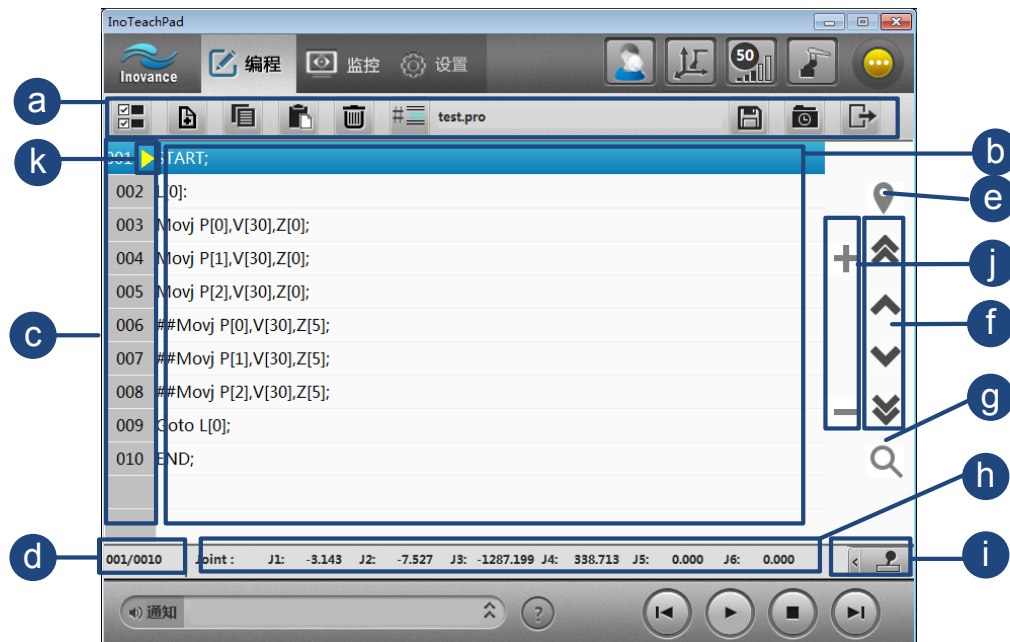 InoTeachPad
Inovance 编程 监控 设置 50
a
test.pro
k
b
001 START;
002 L[0]:
e
003 Movj P[0],V[30],Z[0];
004 Movj P[1],V[30],Z[0];
j
005 Movj P[2],V[30],Z[0];
c
006 ##Movj P[0],V[30],Z[5];
f
007 ##Movj P[1],V[30],Z[5];
008 ##Movj P[2],V[30],Z[5];
g
009 Goto L[0];
010 END;
h
d
001/0010 Joint : J1: -3.143 J2: -7.527 J3: -1287.199 J4: 338.713 J5: 0.000 J6: 0.000
i
通知 ?